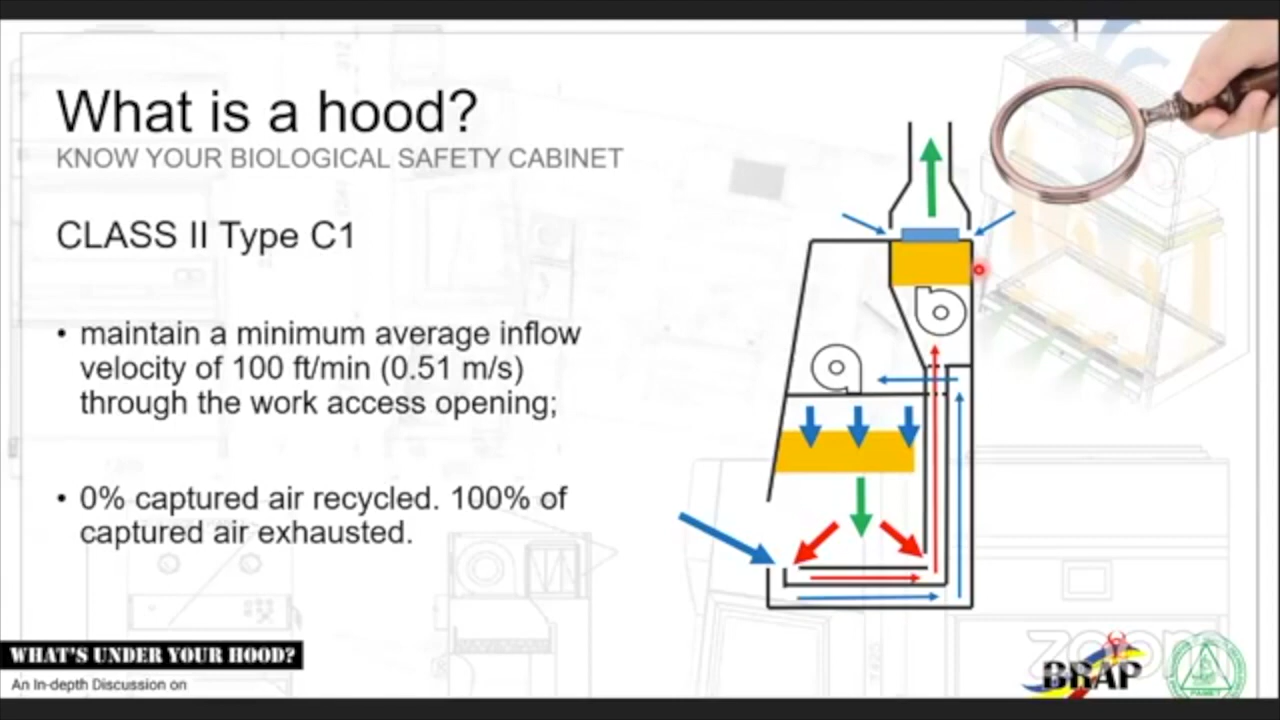 What is a hood?
KNOW YOUR BIOLOGICAL SAFETY CABINET
CLASS II Type C1
• maintain a minimum average inflow
velocity of 100 ft/min (0.51 m/s)
through the work access opening;
• 0% captured air recycled. 100% of
captured air exhausted.
WHAT'S UNDER YOUR HOOD?
An In-depth Discussion on
zoom
BRAP
PAMET